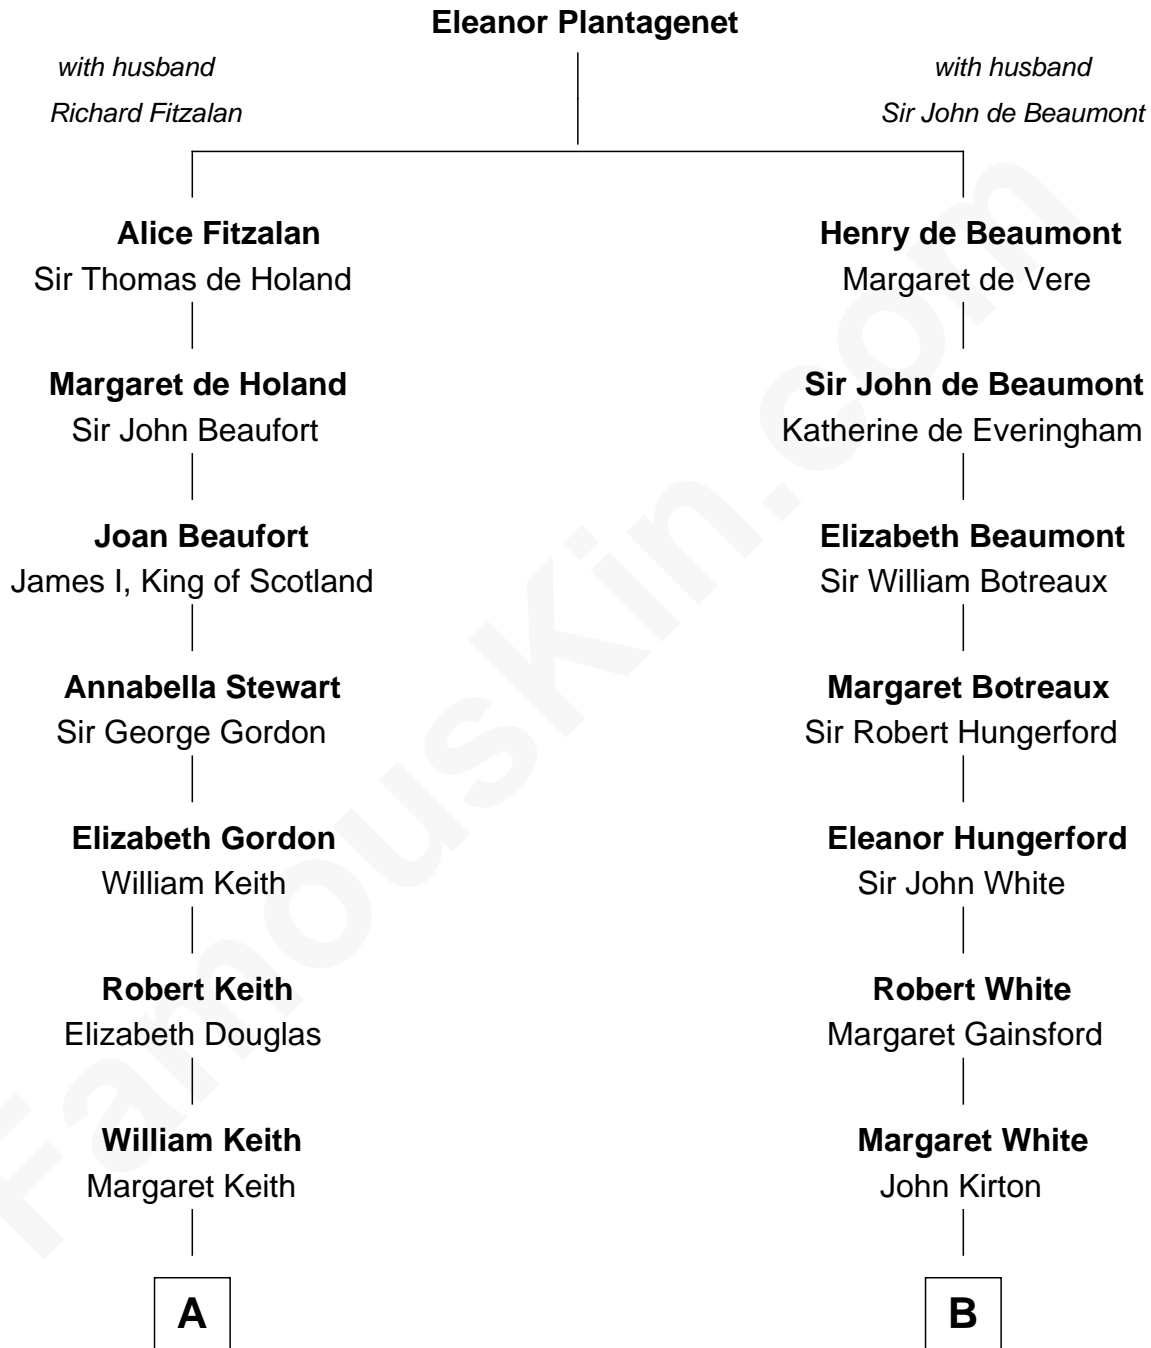 Eleanor Plantagenet
with husband
Richard Fitzalan
with husband
Sir John de Beaumont
Alice Fitzalan
Sir Thomas de Holand
Henry de Beaumont
Margaret de Vere
Margaret de Holand
Sir John Beaufort
Sir John de Beaumont
Katherine de Everingham
Joan Beaufort
James I, King of Scotland
Elizabeth Beaumont
Sir William Botreaux
Annabella Stewart
Sir George Gordon
Margaret Botreaux
Sir Robert Hungerford
Elizabeth Gordon
William Keith
Eleanor Hungerford
Sir John White
Robert Keith
Elizabeth Douglas
Robert White
Margaret Gainsford
William Keith
Margaret Keith
Margaret White
John Kirton
A
B
FamousKin.com